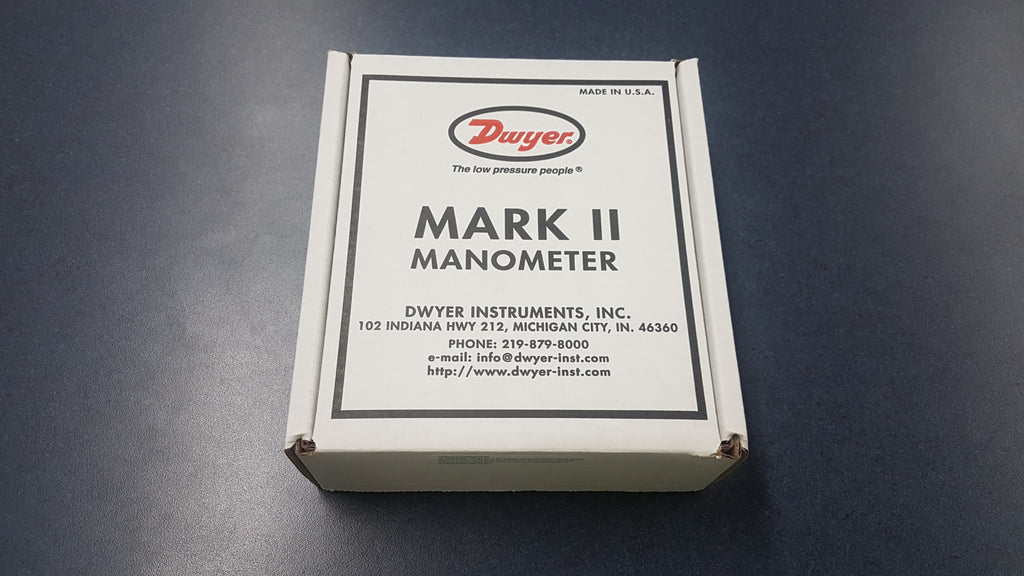 MADE IN U.S.A.
Dwyer®
The low pressure people®
MARK II
MANOMETER
DWYER INSTRUMENTS, INC.
102 INDIANA HWY 212, MICHIGAN CITY, IN. 46360
PHONE: 219-879-8000
e-mail: info@dwyer-inst.com
http://www.dwyer-inst.com